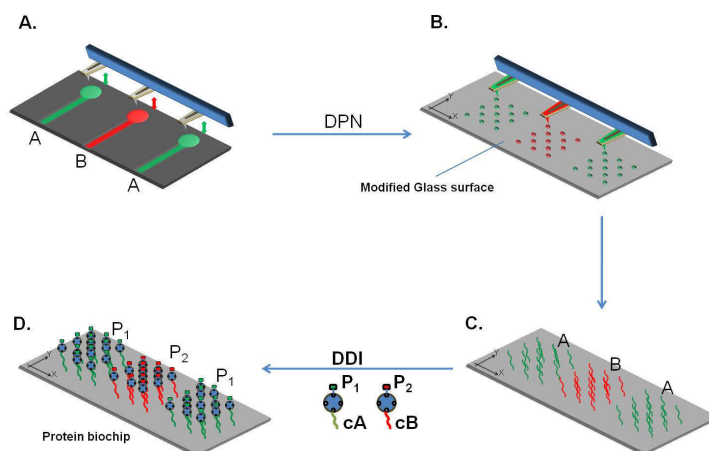 A.
A
B
A
DPN
B.
Y
X
Modified Glass surface
D.
P1
P2
P1
Y
X
Protein biochip
DDI
P1
P2
cA
cB
C.
A
B
A
Y
X